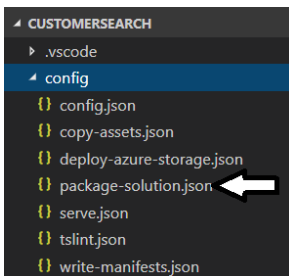 CUSTOMERSEARCH
.vscode
config
{} config.json
{} copy-assets.json
{} deploy-azure-storage.json
{} package-solution.json
{} serve.json
{} tslint.json
{} write-manifests.json